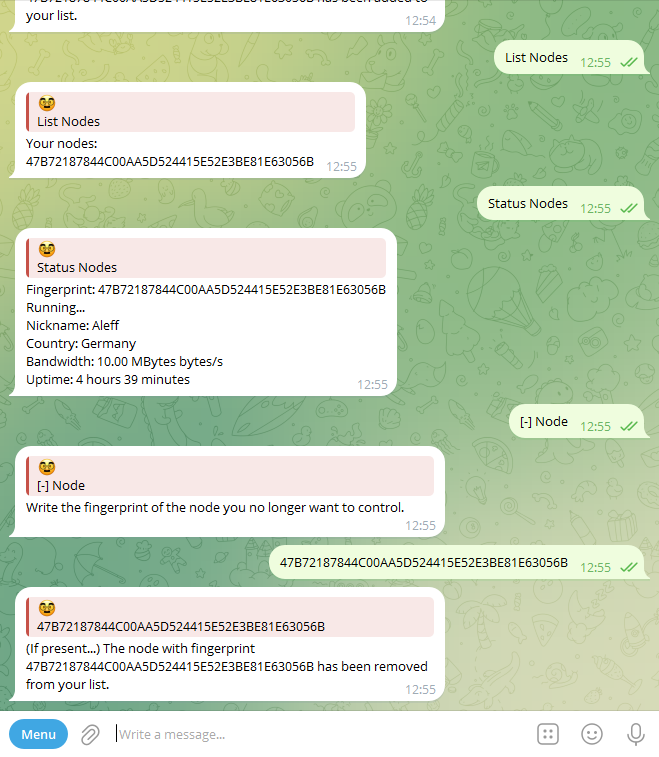 47B72187844C00AA5D524415E52E3BE81E63056B has been added to
your list.
12:54
List Nodes
12:55
List Nodes
Your nodes:
47B72187844C00AA5D524415E52E3BE81E63056B
12:55
Status Nodes
12:55
Status Nodes
Fingerprint: 47B72187844C00AA5D524415E52E3BE81E63056B
Running...
Nickname: Aleff
Country: Germany
Bandwidth: 10.00 MBytes bytes/s
Uptime: 4 hours 39 minutes
12:55
[-] Node
12:55
[-] Node
Write the fingerprint of the node you no longer want to control.
12:55
47B72187844C00AA5D524415E52E3BE81E63056B
12:55
47B72187844C00AA5D524415E52E3BE81E63056B
(If present...) The node with fingerprint
47B72187844C00AA5D524415E52E3BE81E63056B has been removed
from your list.
12:55
Menu
Write a message...